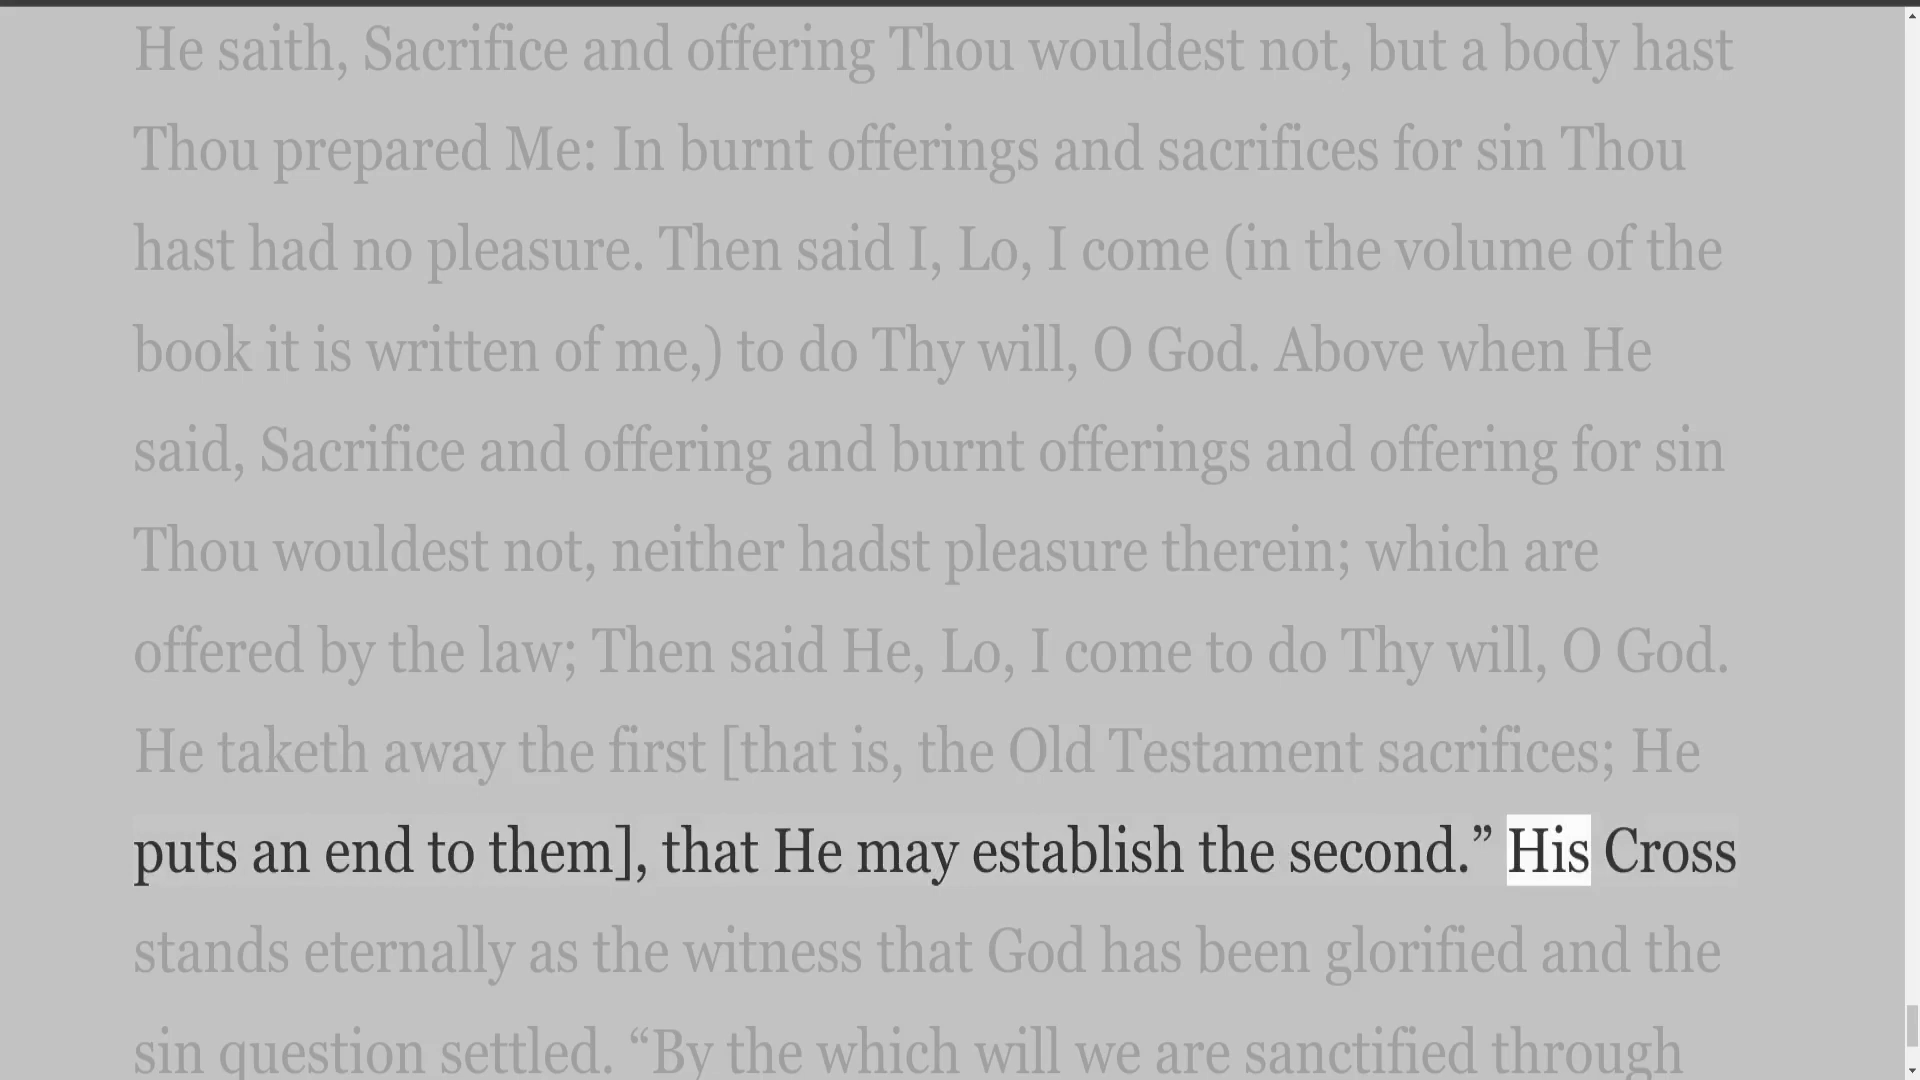 He saith, Sacrifice and offering Thou wouldest not, but a body hast
Thou prepared Me: In burnt offerings and sacrifices for sin Thou
hast had no pleasure. Then said I, Lo, I come (in the volume of the
book it is written of me,) to do Thy will, O God. Above when He
said, Sacrifice and offering and burnt offerings and offering for sin
Thou wouldest not, neither hadst pleasure therein; which are
offered by the law; Then said He, Lo, I come to do Thy will, O God.
He taketh away the first [that is, the Old Testament sacrifices; He
puts an end to them], that He may establish the second.” His Cross
stands eternally as the witness that God has been glorified and the
sin question settled. “By the which will we are sanctified through